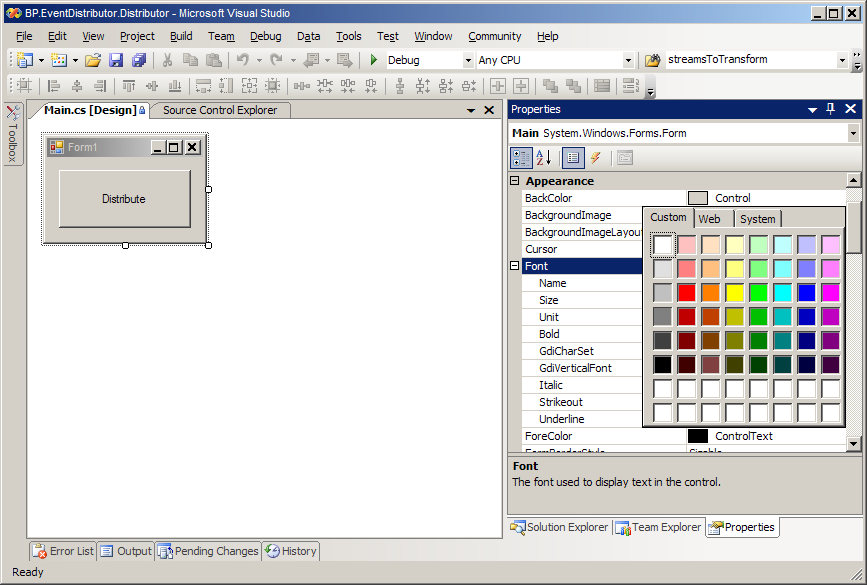 BP.EventDistributor.Distributor - Microsoft Visual Studio
File Edit View Project Build Team Debug Data Tools Test Window Community Help
Debug Any CPU streamsToTransform
Toolbox
Main.cs [Design] Source Control Explorer
Form1
Distribute
Properties
Main System.Windows.Forms.Form
Appearance
BackColor Control
BackgroundImage
BackgroundImageLayou
Cursor
Font
Name
Size
Unit
Bold
GdiCharSet
GdiVerticalFont
Italic
Strikeout
Underline
Custom Web System
ForeColor ControlText
FormBorderStyle Sizable
Font
The font used to display text in the control.
Solution Explorer Team Explorer Properties
Error List Output Pending Changes History
Ready